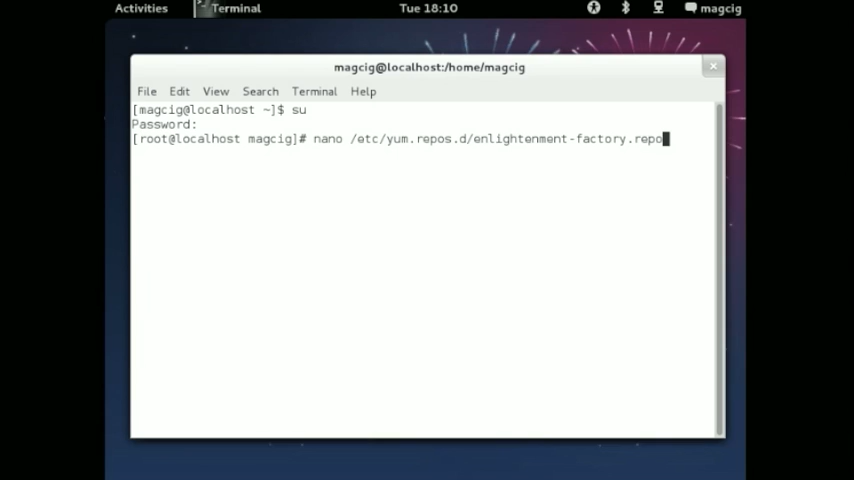 Activities Terminal Tue 18:10 magcig
magcig@localhost:/home/magcig
File Edit View Search Terminal Help
[magcig@localhost ~]$ su
Password:
[root@localhost magcig]# nano /etc/yum.repos.d/enlightenment-factory.repo